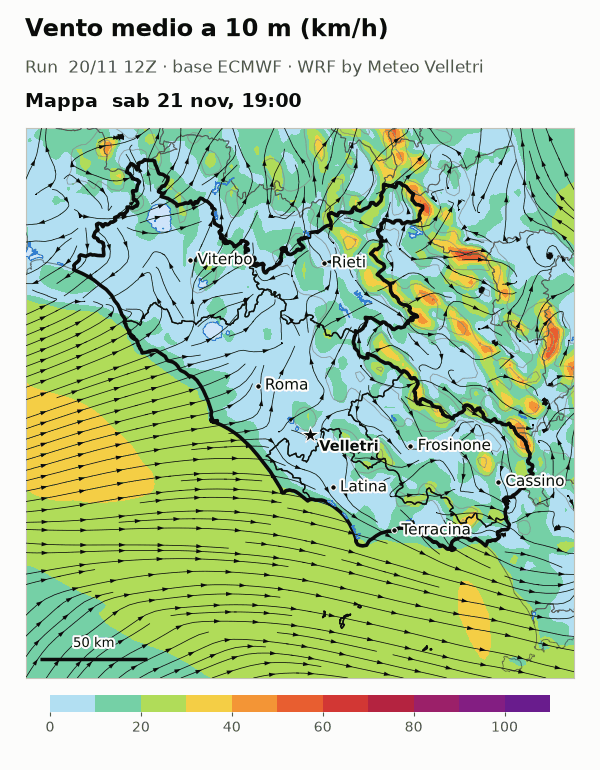 Vento medio a 10 m (km/h)
Run  20/11 12Z · base ECMWF · WRF by Meteo Velletri
Mappa  sab 21 nov, 19:00
Viterbo
Rieti
Roma
Velletri
Frosinone
Cassino
Latina
Terracina
50 km
0 20 40 60 80 100